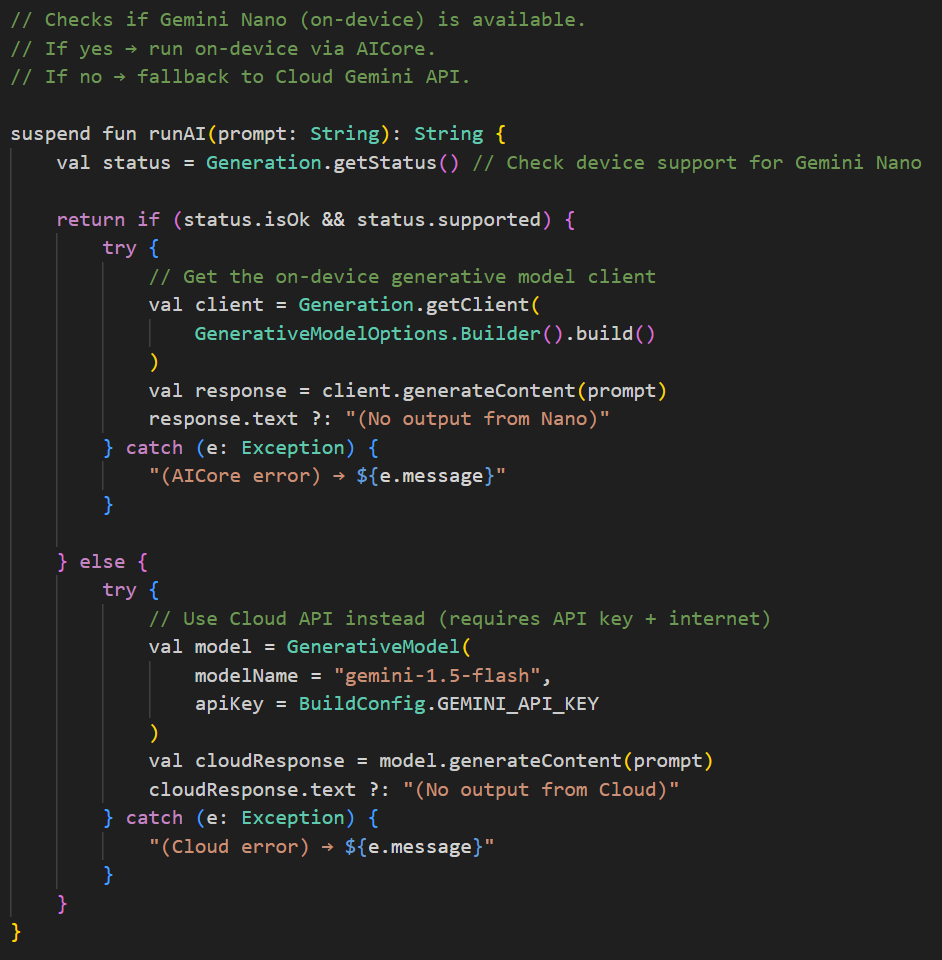 // Checks if Gemini Nano (on-device) is available.
// If yes → run on-device via AICore.
// If no → fallback to Cloud Gemini API.

suspend fun runAI(prompt: String): String {
    val status = Generation.getStatus() // Check device support for Gemini Nano

    return if (status.isOk && status.supported) {
        try {
            // Get the on-device generative model client
            val client = Generation.getClient(
                GenerativeModelOptions.Builder().build()
            )
            val response = client.generateContent(prompt)
            response.text ?: "(No output from Nano)"
        } catch (e: Exception) {
            "(AICore error) → ${e.message}"
        }

    } else {
        try {
            // Use Cloud API instead (requires API key + internet)
            val model = GenerativeModel(
                modelName = "gemini-1.5-flash",
                apiKey = BuildConfig.GEMINI_API_KEY
            )
            val cloudResponse = model.generateContent(prompt)
            cloudResponse.text ?: "(No output from Cloud)"
        } catch (e: Exception) {
            "(Cloud error) → ${e.message}"
        }
    }
}